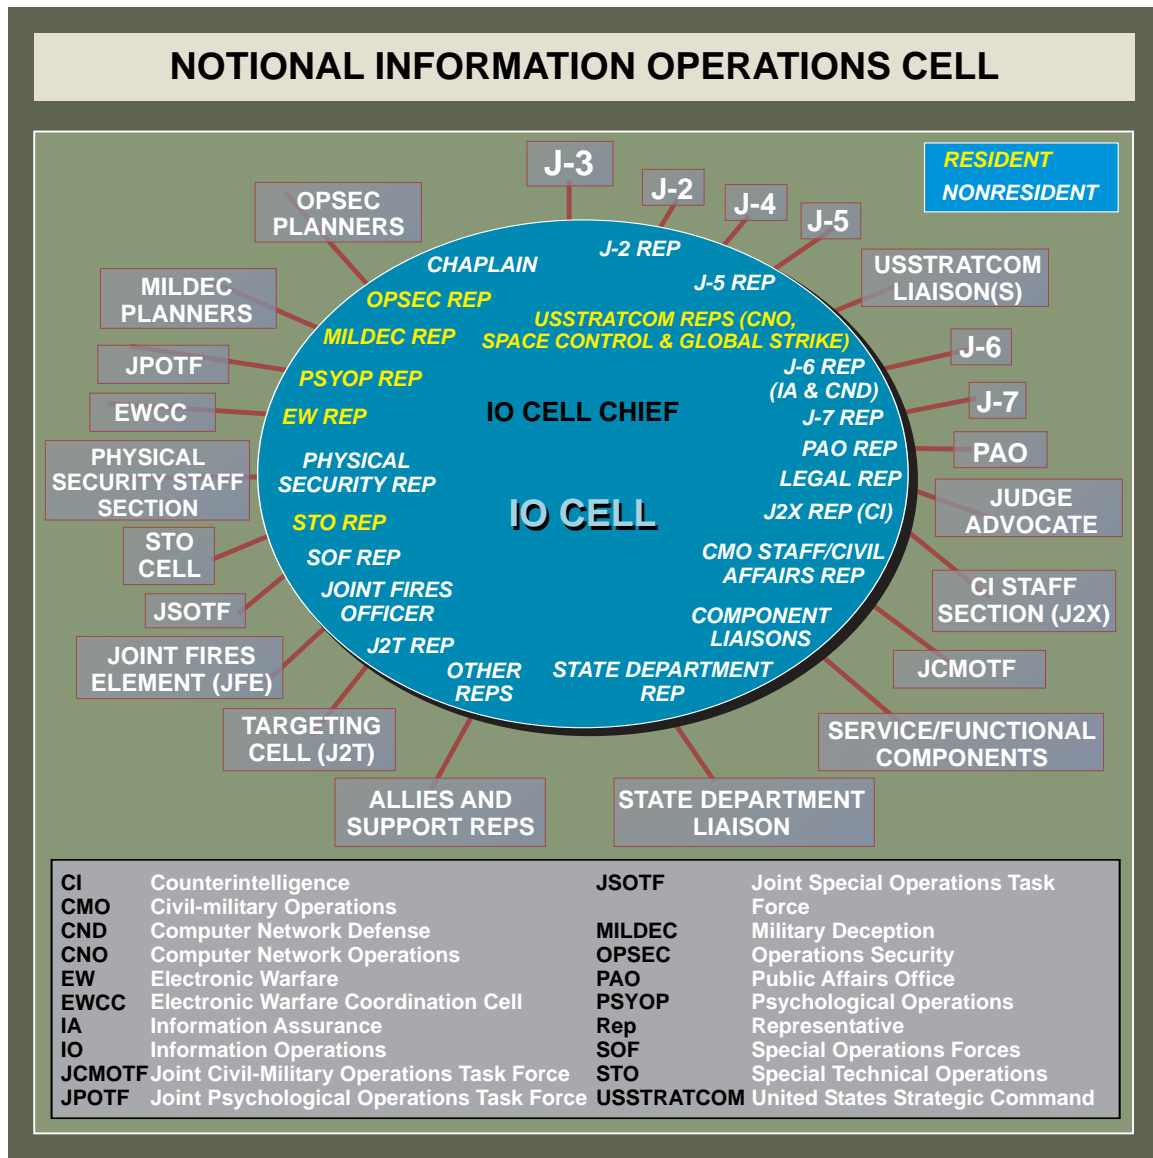 NOTIONAL INFORMATION OPERATIONS CELL
RESIDENT
NONRESIDENT
J-3
J-2
J-4
J-5
OPSEC
PLANNERS
MILDEC
PLANNERS
JPOTF
EWCC
PHYSICAL
SECURITY STAFF
SECTION
STO
CELL
JSOTF
JOINT FIRES
ELEMENT (JFE)
TARGETING
CELL (J2T)
ALLIES AND
SUPPORT REPS
USSTRATCOM
LIAISON(S)
J-6
J-7
PAO
JUDGE
ADVOCATE
CI STAFF
SECTION (J2X)
JCMOTF
SERVICE/FUNCTIONAL
COMPONENTS
STATE DEPARTMENT
LIAISON
CHAPLAIN
OPSEC REP
MILDEC REP
PSYOP REP
EW REP
PHYSICAL
SECURITY REP
STO REP
SOF REP
JOINT FIRES
OFFICER
J2T REP
OTHER
REPS
J-2 REP
J-5 REP
USSTRATCOM REPS (CNO,
SPACE CONTROL & GLOBAL STRIKE)
J-6 REP
(IA & CND)
J-7 REP
PAO REP
LEGAL REP
J2X REP (CI)
CMO STAFF/CIVIL
AFFAIRS REP
COMPONENT
LIAISONS
STATE DEPARTMENT
REP
IO CELL CHIEF
IO CELL
CI Counterintelligence
CMO Civil-military Operations
CND Computer Network Defense
CNO Computer Network Operations
EW Electronic Warfare
EWCC Electronic Warfare Coordination Cell
IA Information Assurance
IO Information Operations
JCMOTF Joint Civil-Military Operations Task Force
JPOTF Joint Psychological Operations Task Force
JSOTF Joint Special Operations Task
Force
MILDEC Military Deception
OPSEC Operations Security
PAO Public Affairs Office
PSYOP Psychological Operations
Rep Representative
SOF Special Operations Forces
STO Special Technical Operations
USSTRATCOM United States Strategic Command